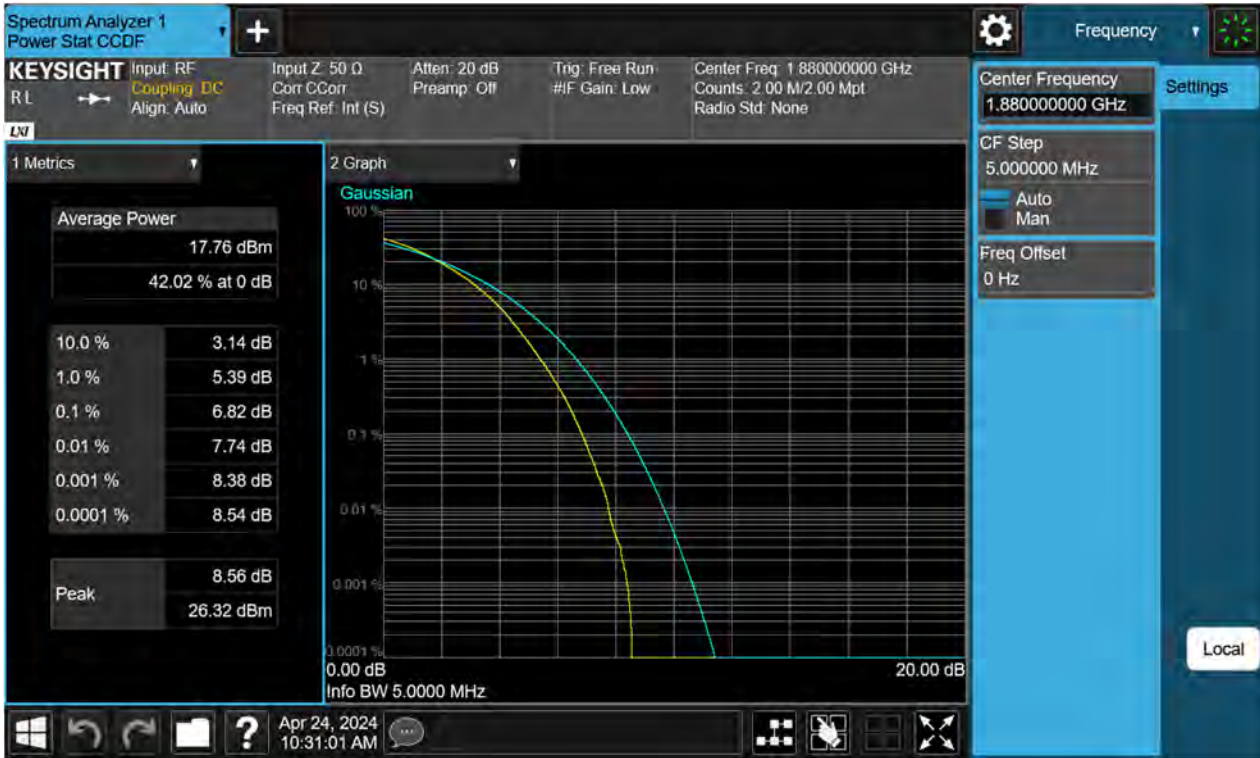 Spectrum Analyzer 1
Power Stat CCDF
Frequency
KEYSIGHT
R L
LXI
Input: RF
Coupling: DC
Align: Auto
Input Z: 50 Ω
Corr CCorr
Freq Ref: Int (S)
Atten: 20 dB
Preamp: Off
Trig: Free Run
#IF Gain: Low
Center Freq: 1.880000000 GHz
Counts: 2.00 M/2.00 Mpt
Radio Std: None
1 Metrics
Average Power
17.76 dBm
42.02 % at 0 dB
10.0 % 3.14 dB
1.0 % 5.39 dB
0.1 % 6.82 dB
0.01 % 7.74 dB
0.001 % 8.38 dB
0.0001 % 8.54 dB
Peak
8.56 dB
26.32 dBm
2 Graph
Gaussian
100 %
10 %
1 %
0.1 %
0.01 %
0.001 %
0.0001 %
0.00 dB 20.00 dB
Info BW 5.0000 MHz
Center Frequency
1.880000000 GHz
CF Step
5.000000 MHz
Auto
Man
Freq Offset
0 Hz
Settings
Local
?
Apr 24, 2024
10:31:01 AM